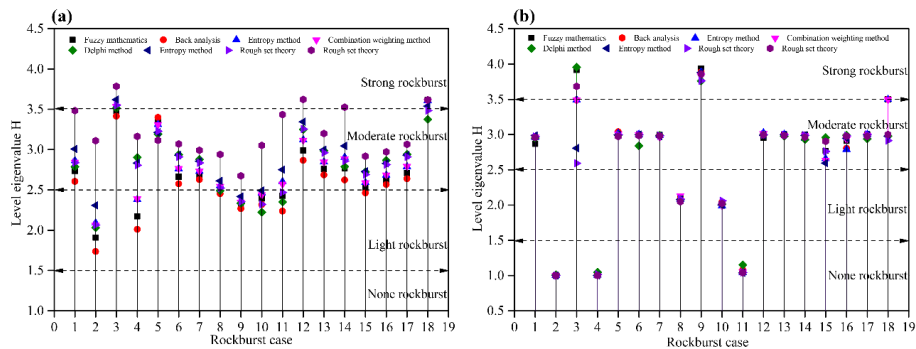 (a)
Fuzzy mathematics Back analysis Entropy method Combination weighting method
Delphi method Entropy method Rough set theory Rough set theory
Level eigenvalue H
4.5
4.0
3.5
3.0
2.5
2.0
1.5
1.0
Strong rockburst
Moderate rockburst
Light rockburst
None rockburst
0 1 2 3 4 5 6 7 8 9 10 11 12 13 14 15 16 17 18 19
Rockburst case
(b)
Fuzzy mathematics Back analysis Entropy method Combination weighting method
Delphi method Entropy method Rough set theory Rough set theory
Level eigenvalue H
4.5
4.0
3.5
3.0
2.5
2.0
1.5
1.0
0.5
Strong rockburst
Moderate rockburst
Light rockburst
None rockburst
0 1 2 3 4 5 6 7 8 9 10 11 12 13 14 15 16 17 18 19
Rockburst case